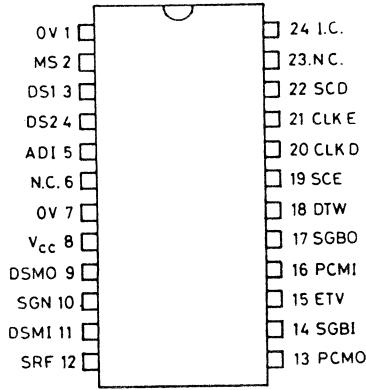 OV 1
MS 2
DS1 3
DS2 4
ADI 5
N.C. 6
OV 7
Vcc 8
DSMO 9
SGN 10
DSMI 11
SRF 12
24 I.C.
23.N.C.
22 SCD
21 CLK E
20 CLK D
19 SCE
18 DTW
17 SGBO
16 PCMI
15 ETV
14 SGBI
13 PCMO